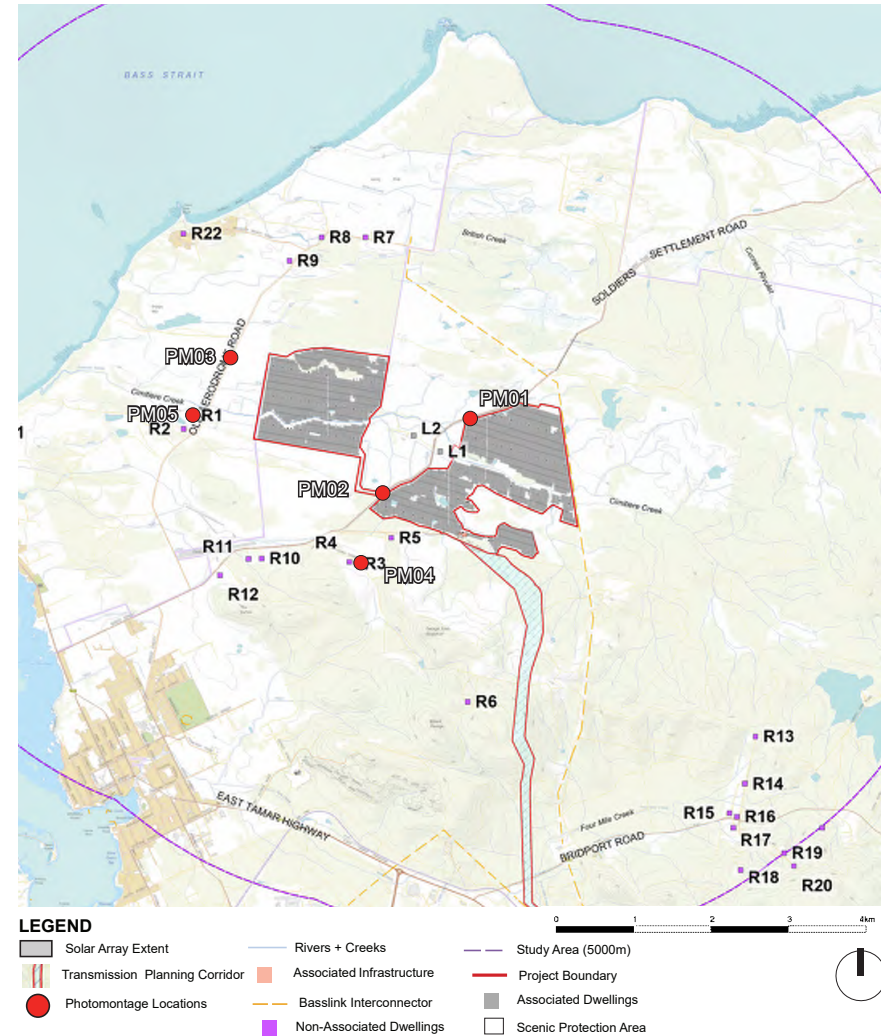 BASS STRAIT
R22
R8
R7
British Creek
R9
SOLDIERS SETTLEMENT ROAD
Curries Rivulet
PM03
Cimitiere Creek
PM05
R1
R2
1
PM01
L2
L1
PM02
Cimitiere Creek
R5
R4
R11
R10
R3
PM04
R12
R6
R13
R14
EAST TAMAR HIGHWAY
Four Mile Creek
R15
R16
R17
BRIDPORT ROAD
R19
R18
R20
LEGEND
0 1 2 3 4km
Solar Array Extent
Rivers + Creeks
Study Area (5000m)
Transmission Planning Corridor
Associated Infrastructure
Project Boundary
Photomontage Locations
Basslink Interconnector
Associated Dwellings
Non-Associated Dwellings
Scenic Protection Area